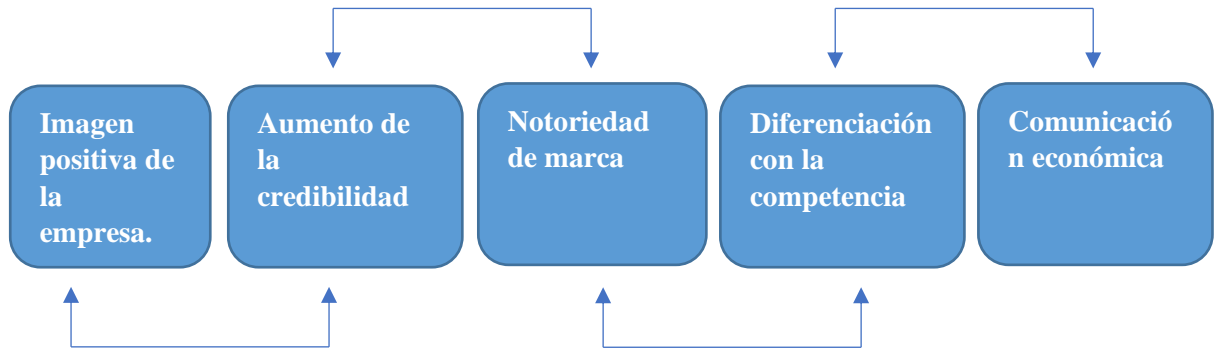 Imagen
positiva de
la
empresa.
Aumento de
la
credibilidad
Notoriedad
de marca
Diferenciación
con la
competencia
Comunicació
n económica